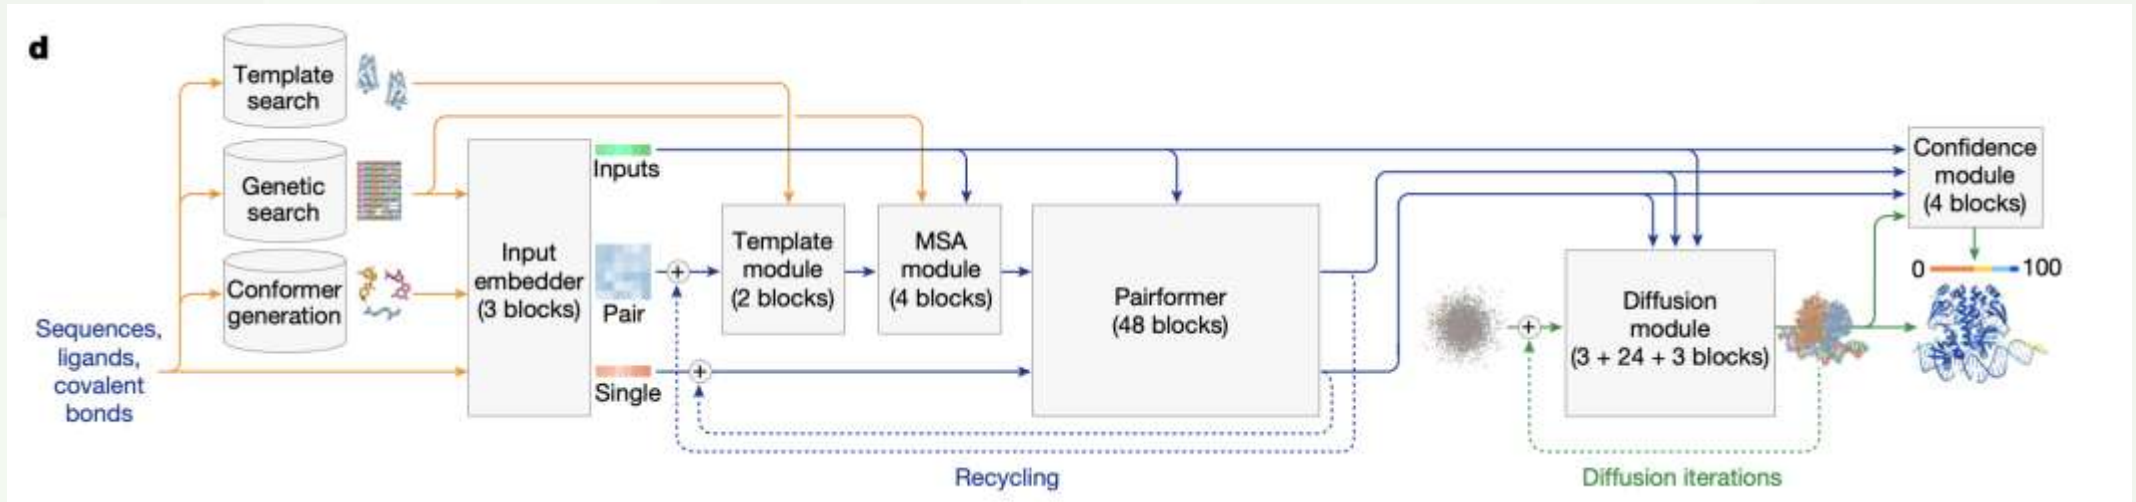 d
Template
search
Genetic
search
Conformer
generation
Sequences,
ligands,
covalent
bonds
Input
embedder
(3 blocks)
Inputs
Pair
Single
+
+
Template
module
(2 blocks)
MSA
module
(4 blocks)
Pairformer
(48 blocks)
Recycling
+
Diffusion
module
(3 + 24 + 3 blocks)
Diffusion iterations
Confidence
module
(4 blocks)
0 100